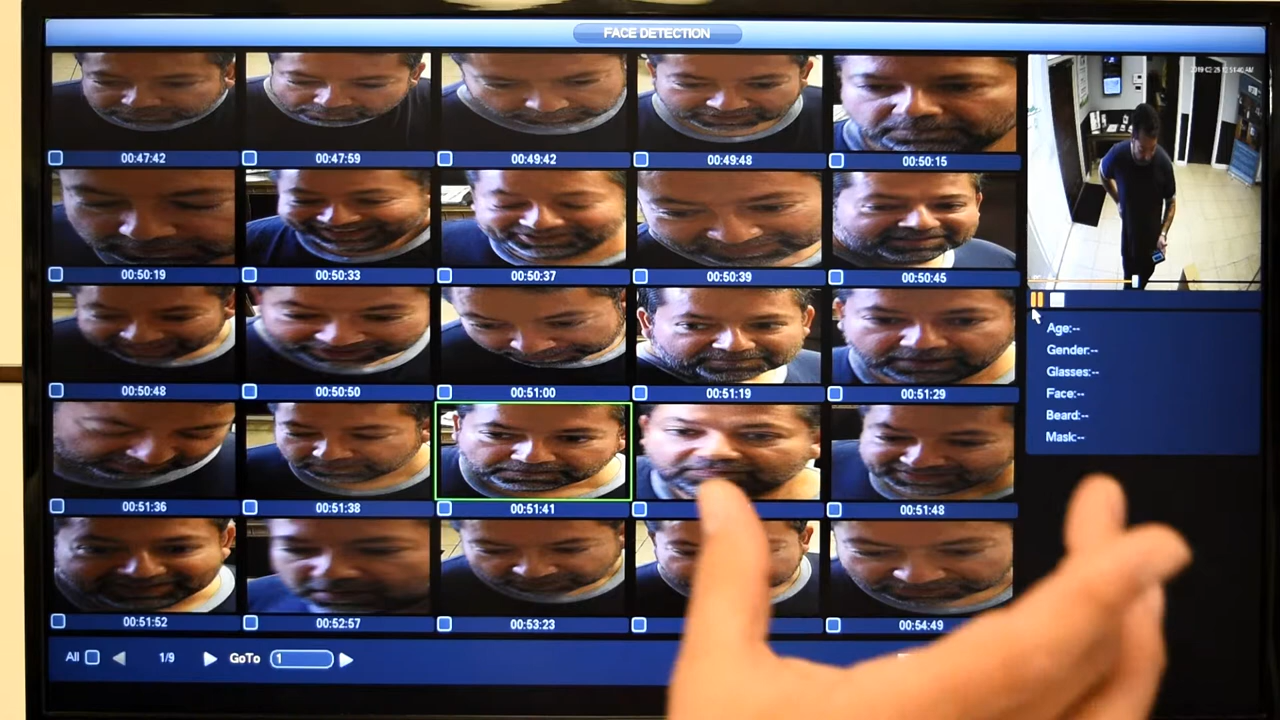 FACE DETECTION
00:47:42 00:47:59 00:49:42 00:49:48 00:50:15
00:50:19 00:50:33 00:50:37 00:50:39 00:50:45
00:50:48 00:50:50 00:51:00 00:51:19 00:51:29
00:51:36 00:51:38 00:51:41 00:51:48
00:51:52 00:52:57 00:53:23 00:54:49
Age:--
Gender:--
Glasses:--
Face:--
Beard:--
Mask:--
All 1/9 GoTo 1